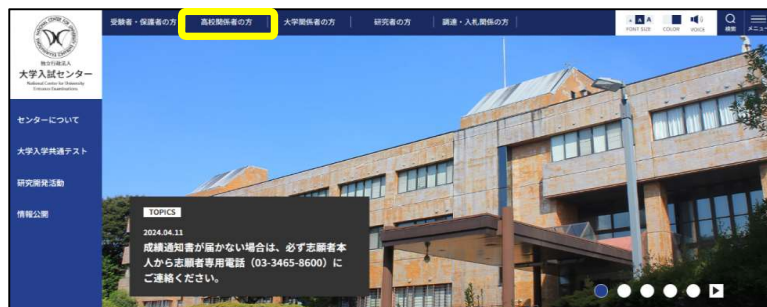 受験者・保護者の方
高校関係者の方
大学関係者の方
研究者の方
調達・入札関係の方
A A A
FONT SIZE
COLOR
VOICE
検索
メニュー
独立行政法人
大学入試センター
National Center for University
Entrance Examinations
センターについて
大学入学共通テスト
研究開発活動
情報公開
TOPICS
2024.04.11
成績通知書が届かない場合は、必ず志願者本
人から志願者専用電話（03-3465-8600）に
ご連絡ください。